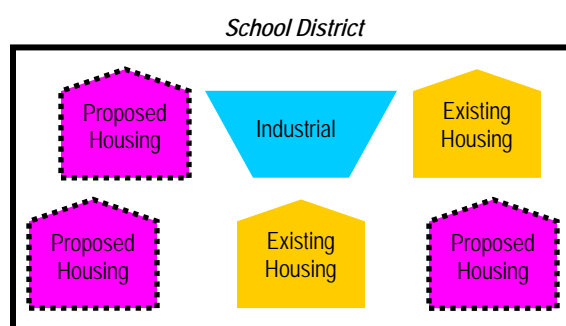 School District
Proposed
Housing
Industrial
Existing
Housing
Proposed
Housing
Existing
Housing
Proposed
Housing